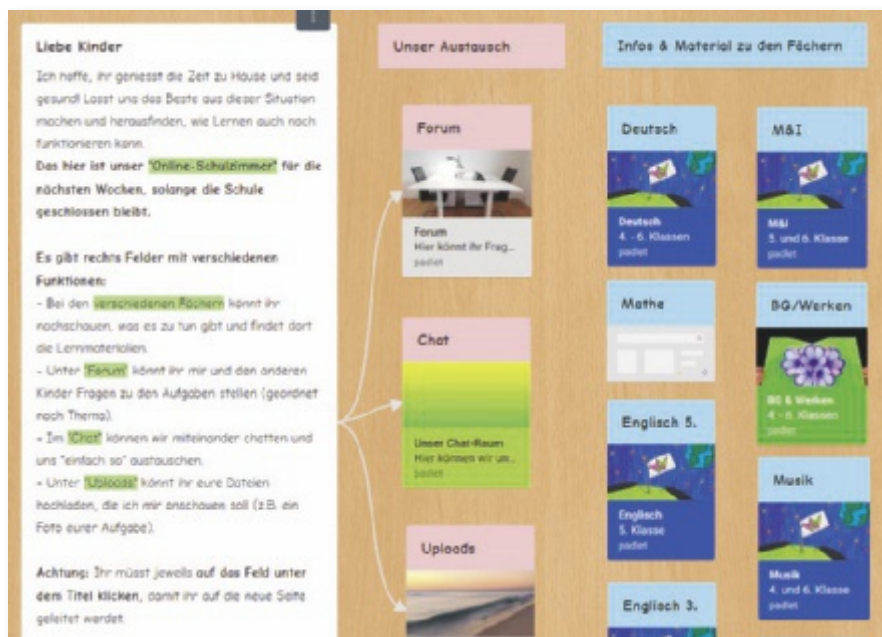 Liebe Kinder
Ich hoffe, ihr geniesst die Zeit zu Hause und seid
gesund! Lasst uns das Beste aus dieser Situation
machen und herausfinden, wie Lernen auch noch
funktionieren kann.
Das hier ist unser "Online-Schulzimmer" für die
nächsten Wochen, solange die Schule
geschlossen bleibt.
Es gibt rechts Felder mit verschiedenen
Funktionen:
- Bei den verschiedenen Fächern könnt ihr
nachschauen, was es zu tun gibt und findet dort
die Lernmaterialien.
- Unter "Forum" könnt ihr mir und den anderen
Kinder Fragen zu den Aufgaben stellen (geordnet
nach Thema).
- Im "Chat" können wir miteinander chatten und
uns "einfach so" austauschen.
- Unter "Uploads" könnt ihr eure Dateien
hochladen, die ich mir anschauen soll (z.B. ein
Foto eurer Aufgabe).
Achtung: Ihr müsst jeweils auf das Feld unter
dem Titel klicken, damit ihr auf die neue Seite
geleitet werdet.
Unser Austausch
Forum
Forum
Hier könnt ihr Frag...
padlet
Chat
Unser Chat-Raum
Hier können wir un...
padlet
Uploads
Infos & Material zu den Fächern
Deutsch
Deutsch
4. - 6. Klassen
padlet
Mathe
Englisch 5.
Englisch
5. Klasse
padlet
Englisch 3.
M&I
M&I
5. und 6. Klasse
padlet
BG/Werken
BG & Werken
4. - 6. Klassen
padlet
Musik
Musik
4. und 6. Klasse
padlet